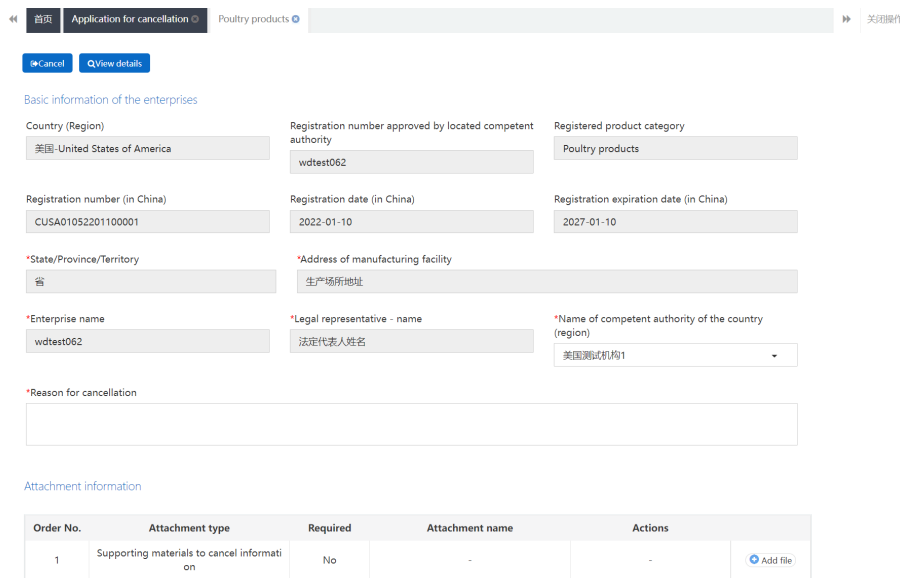 首页 Application for cancellation Poultry products 关闭操作
Cancel View details
Basic information of the enterprises
Country (Region)
美国-United States of America
Registration number approved by located competent
authority
wdtest062
Registered product category
Poultry products
Registration number (in China)
CUSA01052201100001
Registration date (in China)
2022-01-10
Registration expiration date (in China)
2027-01-10
*State/Province/Territory
省
*Address of manufacturing facility
生产场所地址
*Enterprise name
wdtest062
*Legal representative - name
法定代表人姓名
*Name of competent authority of the country
(region)
美国测试机构1
*Reason for cancellation
Attachment information
Order No. Attachment type Required Attachment name Actions
1 Supporting materials to cancel informati
on No - - Add file